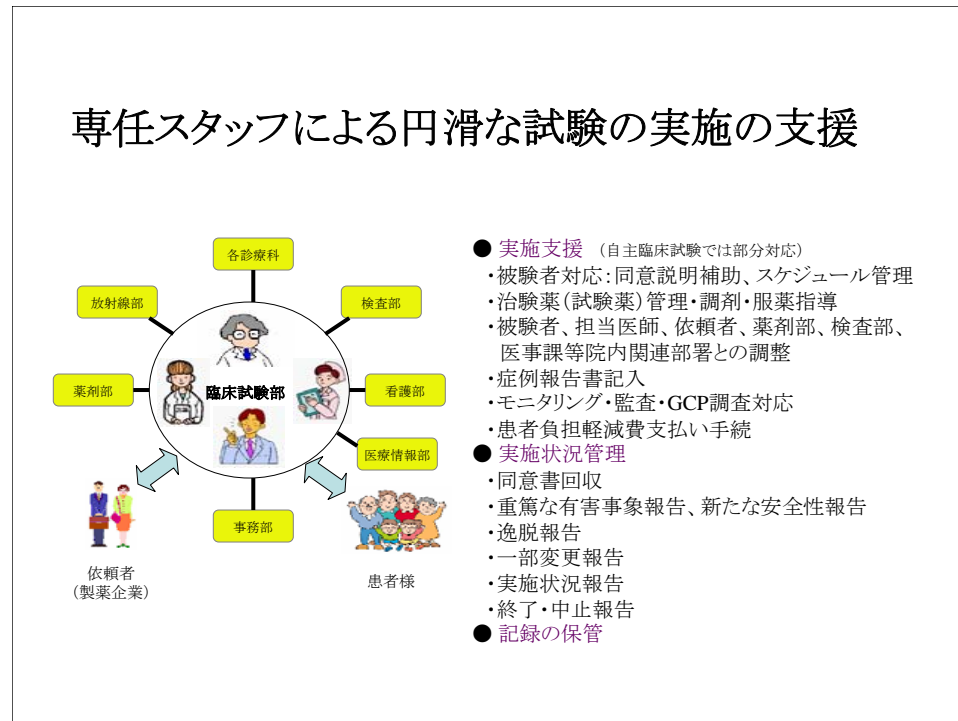 専任スタッフによる円滑な試験の実施の支援
各診療科
放射線部
検査部
薬剤部
臨床試験部
看護部
医療情報部
事務部
依頼者
(製薬企業)
患者様
● 実施支援 (自主臨床試験では部分対応)
・被験者対応:同意説明補助、スケジュール管理
・治験薬(試験薬)管理・調剤・服薬指導
・被験者、担当医師、依頼者、薬剤部、検査部、
医事課等院内関連部署との調整
・症例報告書記入
・モニタリング・監査・GCP調査対応
・患者負担軽減費支払い手続
● 実施状況管理
・同意書回収
・重篤な有害事象報告、新たな安全性報告
・逸脱報告
・一部変更報告
・実施状況報告
・終了・中止報告
● 記録の保管